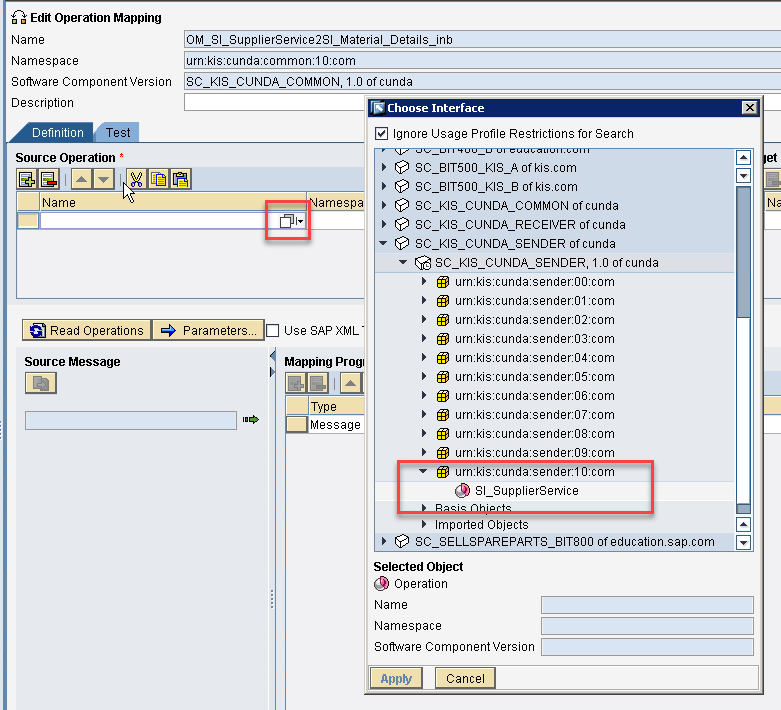 Edit Operation Mapping
Name OM_SI_SupplierService2SI_Material_Details_inb
Namespace urn:kis:cunda:common:10:com
Software Component Version SC_KIS_CUNDA_COMMON, 1.0 of cunda
Description
Definition Test
Source Operation *
Name Namespa
Read Operations Parameters... Use SAP XML
Source Message
Mapping Prog
Type
Message
Choose Interface
Ignore Usage Profile Restrictions for Search
SC_BIT400_B of education.com
SC_BIT500_KIS_A of kis.com
SC_BIT500_KIS_B of kis.com
SC_KIS_CUNDA_COMMON of cunda
SC_KIS_CUNDA_RECEIVER of cunda
SC_KIS_CUNDA_SENDER of cunda
SC_KIS_CUNDA_SENDER, 1.0 of cunda
urn:kis:cunda:sender:00:com
urn:kis:cunda:sender:01:com
urn:kis:cunda:sender:02:com
urn:kis:cunda:sender:03:com
urn:kis:cunda:sender:04:com
urn:kis:cunda:sender:05:com
urn:kis:cunda:sender:06:com
urn:kis:cunda:sender:07:com
urn:kis:cunda:sender:08:com
urn:kis:cunda:sender:09:com
urn:kis:cunda:sender:10:com
SI_SupplierService
Basis Objects
Imported Objects
SC_SELLSPAREPARTS_BIT800 of education.sap.com
Selected Object
Operation
Name
Namespace
Software Component Version
Apply Cancel
get
Na